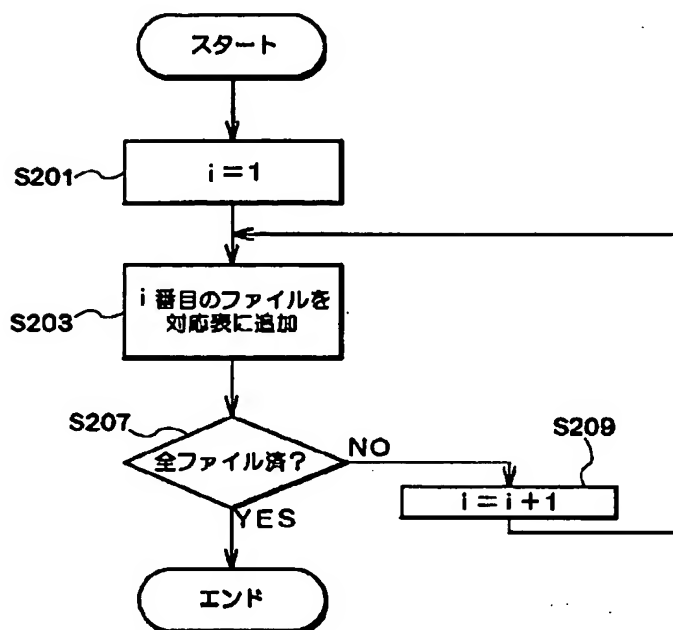 スタート
S201
i=1
S203
i番目のファイルを
対応表に追加
S207
全ファイル済?
NO
S209
i=i+1
YES
エンド